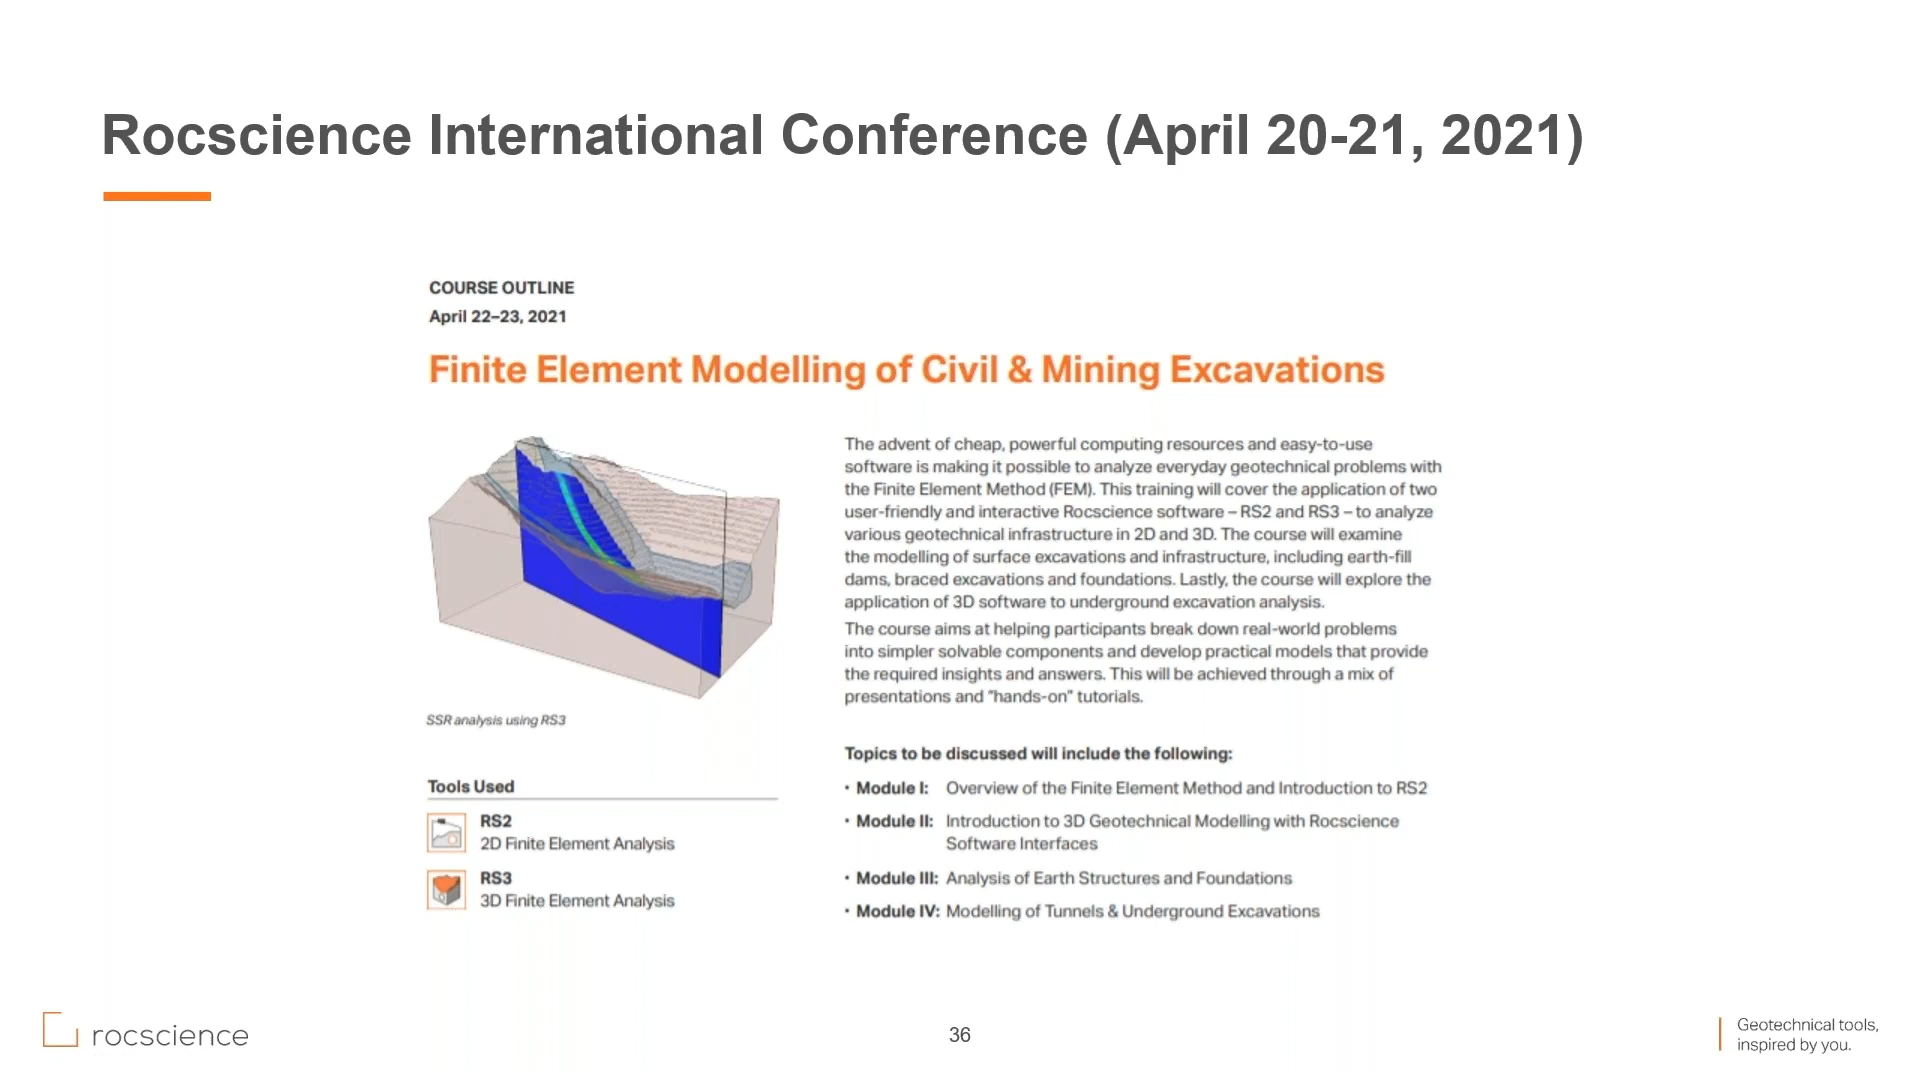 Rocscience International Conference (April 20-21, 2021)
COURSE OUTLINE
April 22–23, 2021
Finite Element Modelling of Civil & Mining Excavations
SSR analysis using RS3
Tools Used
RS2
2D Finite Element Analysis
RS3
3D Finite Element Analysis
The advent of cheap, powerful computing resources and easy-to-use
software is making it possible to analyze everyday geotechnical problems with
the Finite Element Method (FEM). This training will cover the application of two
user-friendly and interactive Rocscience software – RS2 and RS3 – to analyze
various geotechnical infrastructure in 2D and 3D. The course will examine
the modelling of surface excavations and infrastructure, including earth-fill
dams, braced excavations and foundations. Lastly, the course will explore the
application of 3D software to underground excavation analysis.
The course aims at helping participants break down real-world problems
into simpler solvable components and develop practical models that provide
the required insights and answers. This will be achieved through a mix of
presentations and “hands-on” tutorials.
Topics to be discussed will include the following:
• Module I: Overview of the Finite Element Method and Introduction to RS2
• Module II: Introduction to 3D Geotechnical Modelling with Rocscience
Software Interfaces
• Module III: Analysis of Earth Structures and Foundations
• Module IV: Modelling of Tunnels & Underground Excavations
rocscience
36
Geotechnical tools,
inspired by you.